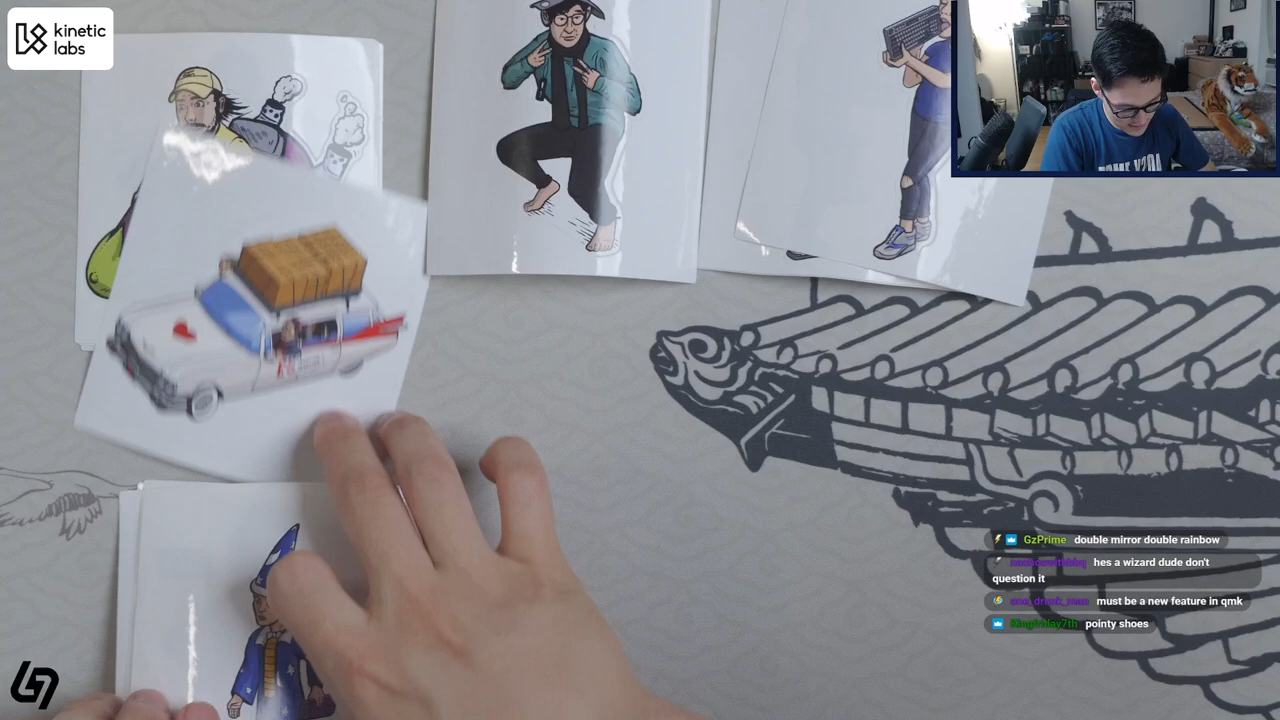 kinetic
labs
GzPrime double mirror double rainbow
hes a wizard dude don't
question it
must be a new feature in qmk
pointy shoes